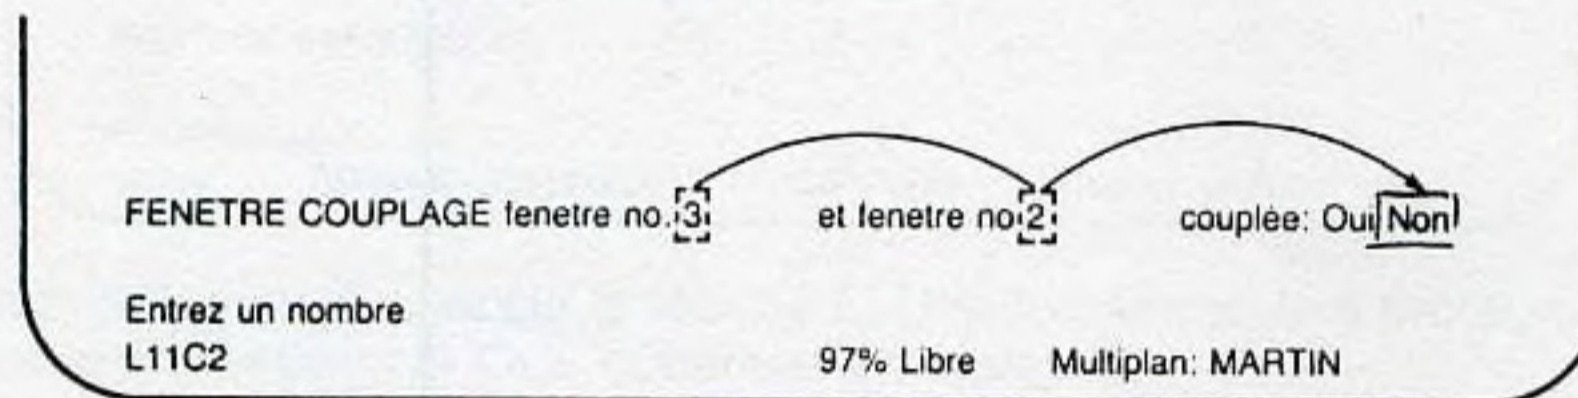 FENETRE COUPLAGE fenetre no.:3: et fenetre no:2: couplée: Oui Non
Entrez un nombre
L11C2 97% Libre Multiplan: MARTIN